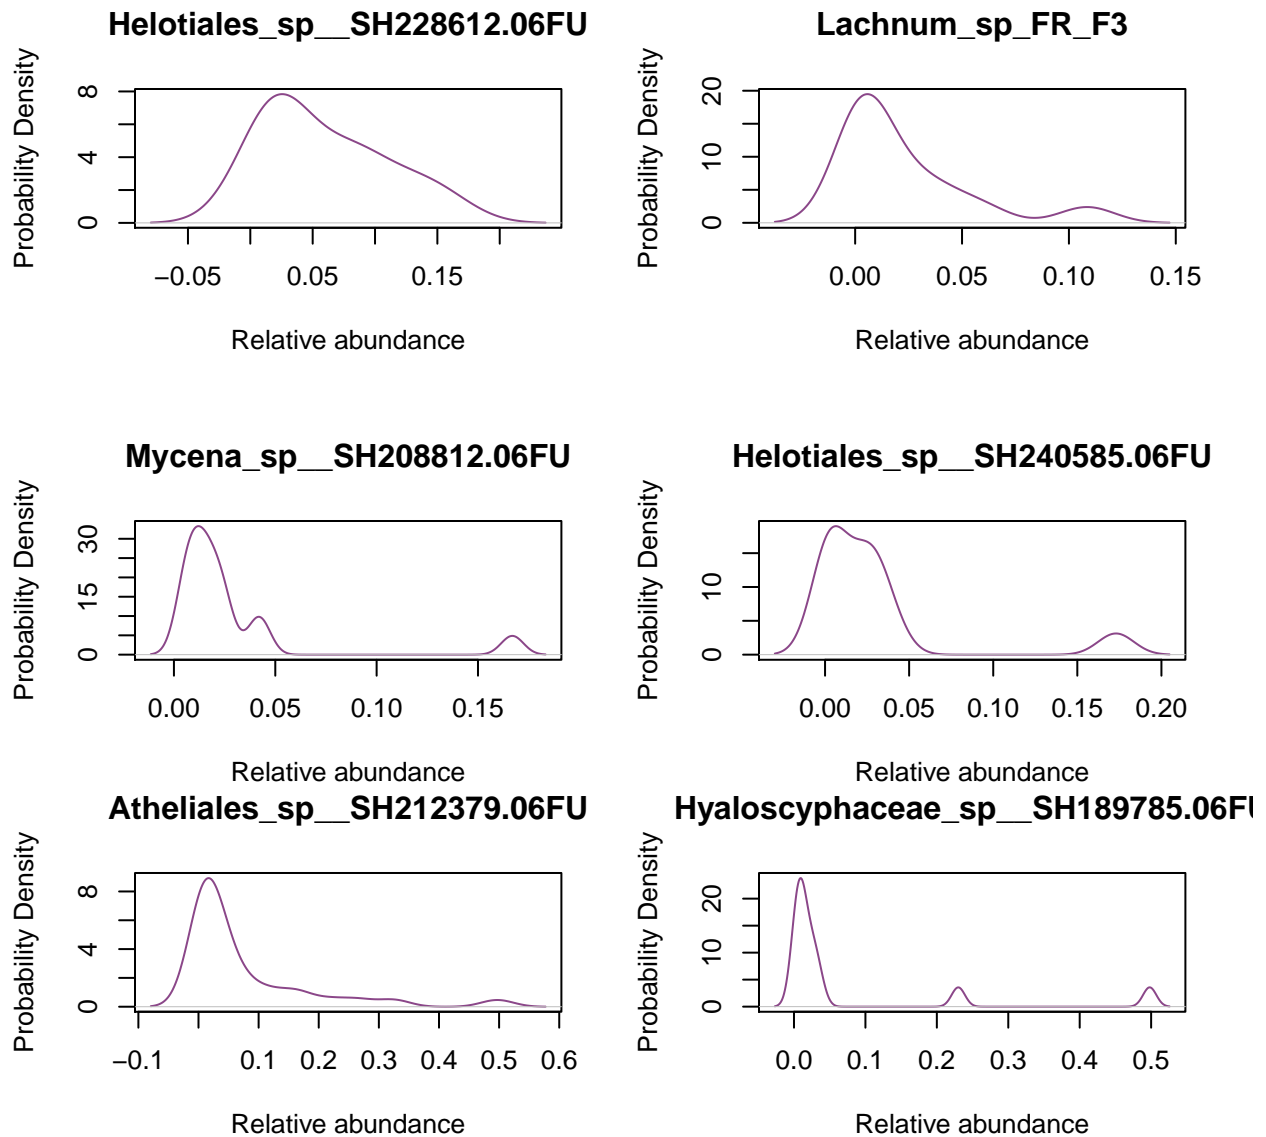 Helotiales_sp__SH228612.06FU
Probability Density
0 4 8
−0.05 0.05 0.15
Relative abundance
Lachnum_sp_FR_F3
Probability Density
0 10 20
0.00 0.05 0.10 0.15
Relative abundance
Mycena_sp__SH208812.06FU
Probability Density
0 15 30
0.00 0.05 0.10 0.15
Relative abundance
Helotiales_sp__SH240585.06FU
Probability Density
0 10
0.00 0.05 0.10 0.15 0.20
Relative abundance
Atheliales_sp__SH212379.06FU
Probability Density
0 4 8
−0.1 0.1 0.2 0.3 0.4 0.5 0.6
Relative abundance
Hyaloscyphaceae_sp__SH189785.06FU
Probability Density
0 10 20
0.0 0.1 0.2 0.3 0.4 0.5
Relative abundance